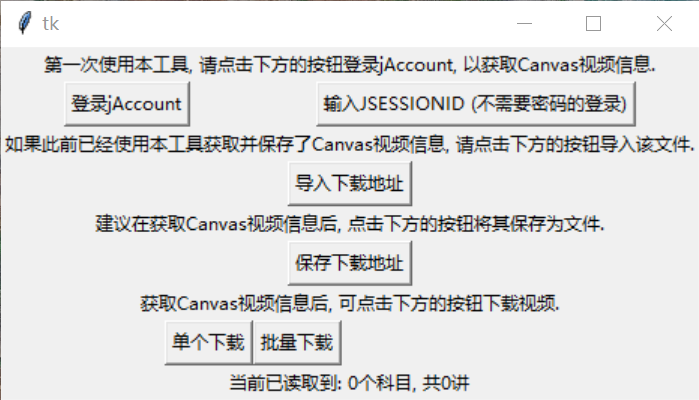 tk
第一次使用本工具, 请点击下方的按钮登录jAccount, 以获取Canvas视频信息.
登录jAccount 输入JSESSIONID (不需要密码的登录)
如果此前已经使用本工具获取并保存了Canvas视频信息, 请点击下方的按钮导入该文件.
导入下载地址
建议在获取Canvas视频信息后, 点击下方的按钮将其保存为文件.
保存下载地址
获取Canvas视频信息后, 可点击下方的按钮下载视频.
单个下载 批量下载
当前已读取到: 0个科目, 共0讲